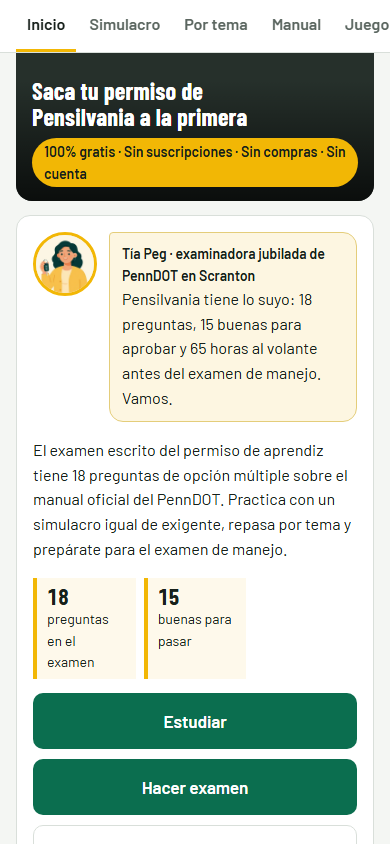 Inicio Simulacro Por tema Manual Juego
Saca tu permiso de
Pensilvania a la primera
100% gratis · Sin suscripciones · Sin compras · Sin
cuenta
Tía Peg · examinadora jubilada de
PennDOT en Scranton
Pensilvania tiene lo suyo: 18
preguntas, 15 buenas para
aprobar y 65 horas al volante
antes del examen de manejo.
Vamos.
El examen escrito del permiso de aprendiz
tiene 18 preguntas de opción múltiple sobre el
manual oficial del PennDOT. Practica con un
simulacro igual de exigente, repasa por tema y
prepárate para el examen de manejo.
18
preguntas
en el
examen
15
buenas para
pasar
Estudiar
Hacer examen